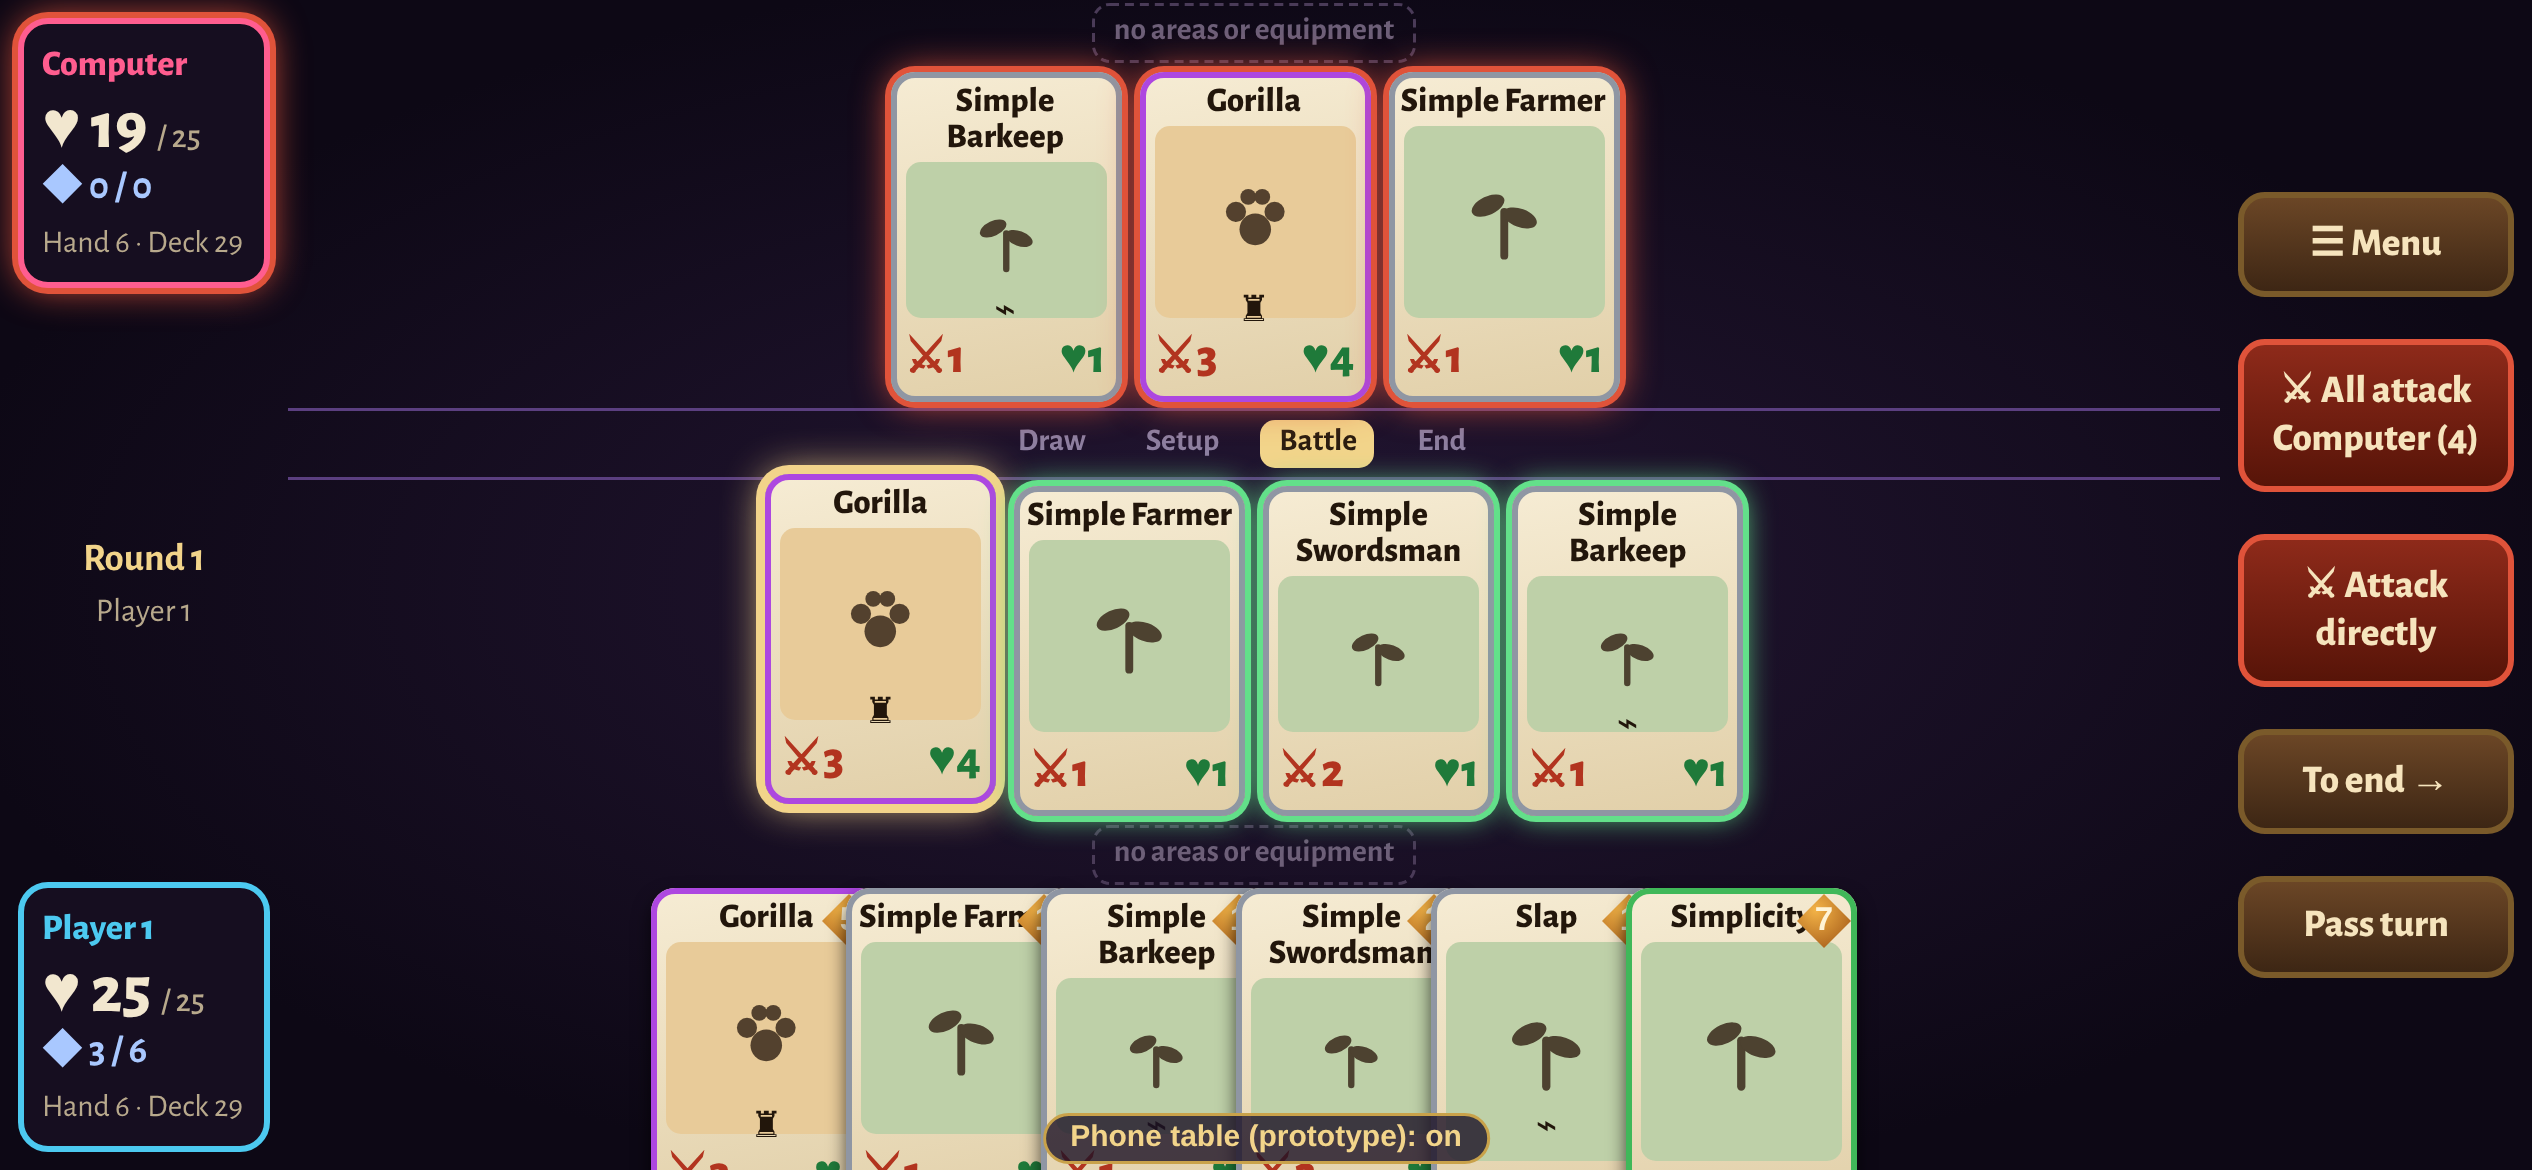 no areas or equipment
Computer
♥ 19 / 25
0 / 0
Hand 6 · Deck 29
Simple
Barkeep
1
♥1
Gorilla
3
♥4
Simple Farmer
1
♥1
☰ Menu
⚔ All attack
Computer (4)
⚔ Attack
directly
To end →
Pass turn
Draw
Setup
Battle
End
Round 1
Player 1
Gorilla
3
♥4
Simple Farmer
1
♥1
Simple
Swordsman
2
♥1
Simple
Barkeep
1
♥1
no areas or equipment
Player 1
♥ 25 / 25
3 / 6
Hand 6 · Deck 29
Gorilla
Simple
Barkeep
Simple
Swordsman
Slap
Simplicity
7
Phone table (prototype): on